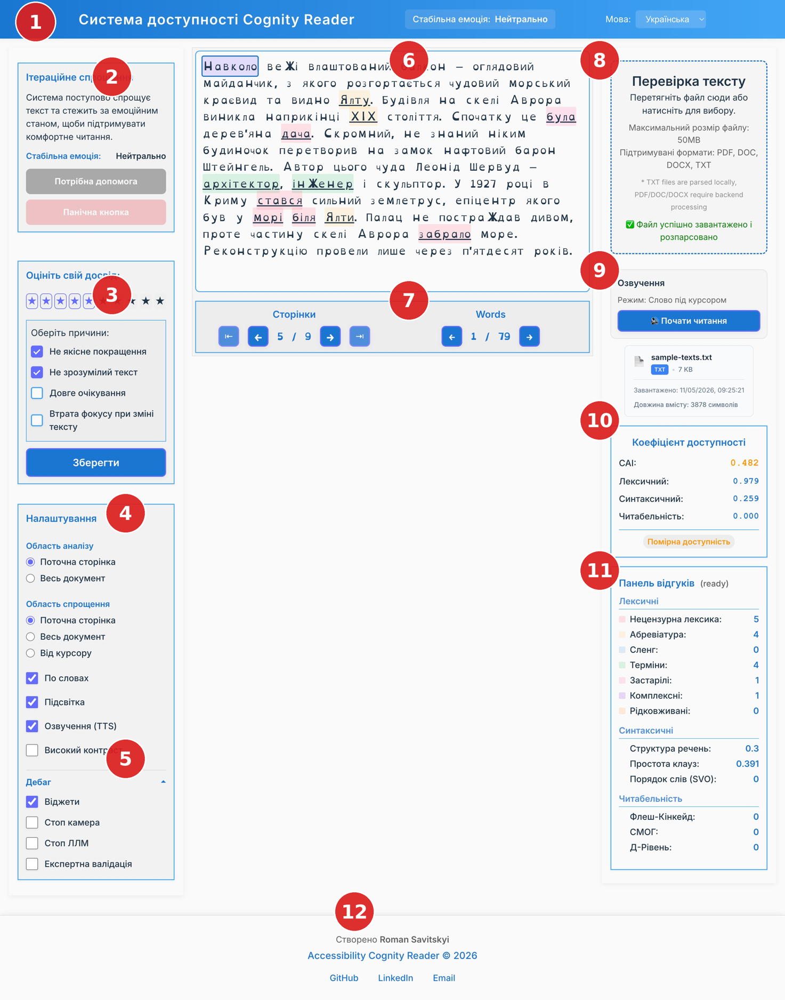 1
Система доступності Cognity Reader
Стабільна емоція: Нейтрально
Мова: Українська
2
Ітераційне
Система поступово спрощує
текст та стежить за емоційним
станом, щоби підтримувати
комфортне читання.
Стабільна емоція: Нейтрально
Потрібна допомога
Панічна кнопка
3
Оцініть свій досвід:
★ ★ ★ ★ ★ ★ ★ ★
Оберіть причини:
Не якісне покращення
Не зрозумілий текст
Довге очікування
Втрата фокусу при зміні
тексту
Зберегти
4
Налаштування
Область аналізу
Поточна сторінка
Весь документ
Область спрощення
Поточна сторінка
Весь документ
Від курсору
По словах
Підсвітка
Озвучення (TTS)
Високий контраст
5
Дебаг
Віджети
Стоп камера
Стоп ЛЛМ
Експертна валідація
6
Навколо веЖі влаштований балкон – оглядовий
майданчик, з якого розгортається чудовий морський
краєвид та видно Ялту. Будівля на скелі Аврора
виникла наприкінці XIX століття. Спочатку це була
дерев'яна дача. Скромний, не знаний ніким
будиночок перетворив на замок нафтовий барон
Штейнгель. Автор цього чуда Леонід Шервуд –
архітектор, інЖенер і скульптор. У 1927 році в
Криму стався сильний землетрус, епіцентр якого
був у морі біля Ялти. Палац не постраЖдав дивом,
проте частину скелі Аврора забрало море.
Реконструкцію провели лише через п'ятдесят років.
7
Сторінки
5 / 9
Words
1 / 79
8
Перевірка тексту
Перетягніть файл сюди або
натисніть для вибору.
Максимальний розмір файлу:
50MB
Підтримувані формати: PDF, DOC,
DOCX, TXT
* TXT files are parsed locally,
PDF/DOC/DOCX require backend
processing
✅ Файл успішно завантажено і
розпарсовано
9
Озвучення
Режим: Слово під курсором
🔊 Почати читання
sample-texts.txt
TXT • 7 KB
Завантажено: 11/05/2026, 09:25:21
Довжина вмісту: 3878 символів
10
Коефіцієнт доступності
CAI: 0.482
Лексичний: 0.979
Синтаксичний: 0.259
Читабельність: 0.000
Помірна доступність
11
Панель відгуків (ready)
Лексичні
Нецензурна лексика: 5
Абревіатура: 4
Сленг: 0
Терміни: 4
Застарілі: 1
Комплексні: 1
Рідковживані: 0
Синтаксичні
Структура речень: 0.3
Простота клауз: 0.391
Порядок слів (SVO): 0
Читабельність
Флеш-Кінкейд: 0
СМОГ: 0
Д-Рівень: 0
12
Створено Roman Savitskyi
Accessibility Cognity Reader © 2026
GitHub LinkedIn Email